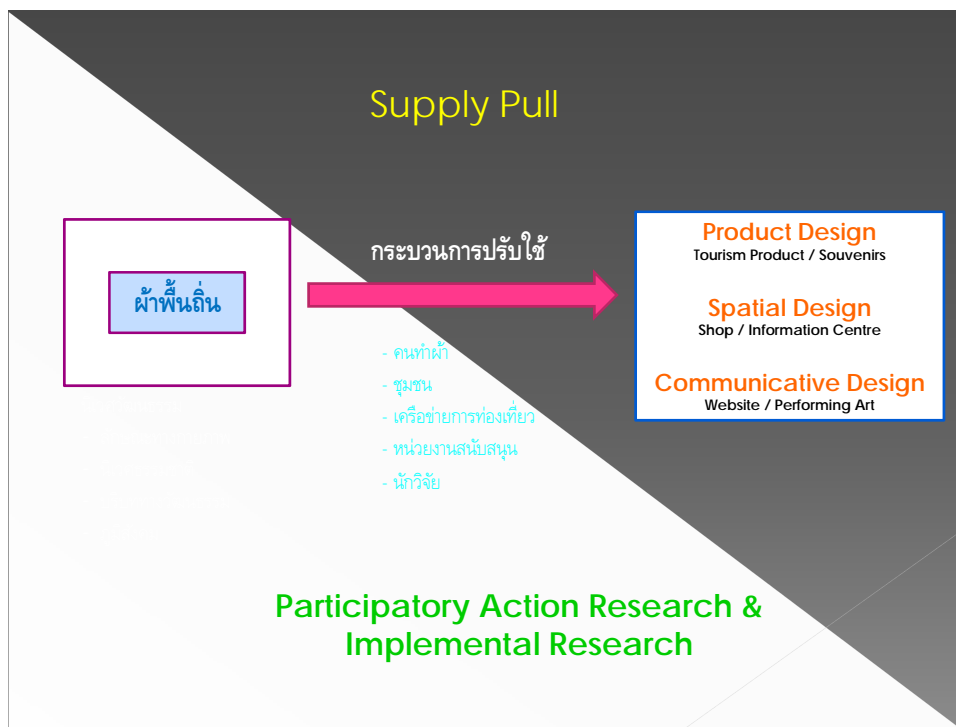 Supply Pull
ผ้าพื้นถิ่น
กระบวนการปรับใช้
- คนทำผ้า
- ชุมชน
- เครือข่ายการท่องเที่ยว
- หน่วยงานสนับสนุน
- นักวิจัย
Product Design
Tourism Product / Souvenirs
Spatial Design
Shop / Information Centre
Communicative Design
Website / Performing Art
Participatory Action Research &
Implemental Research